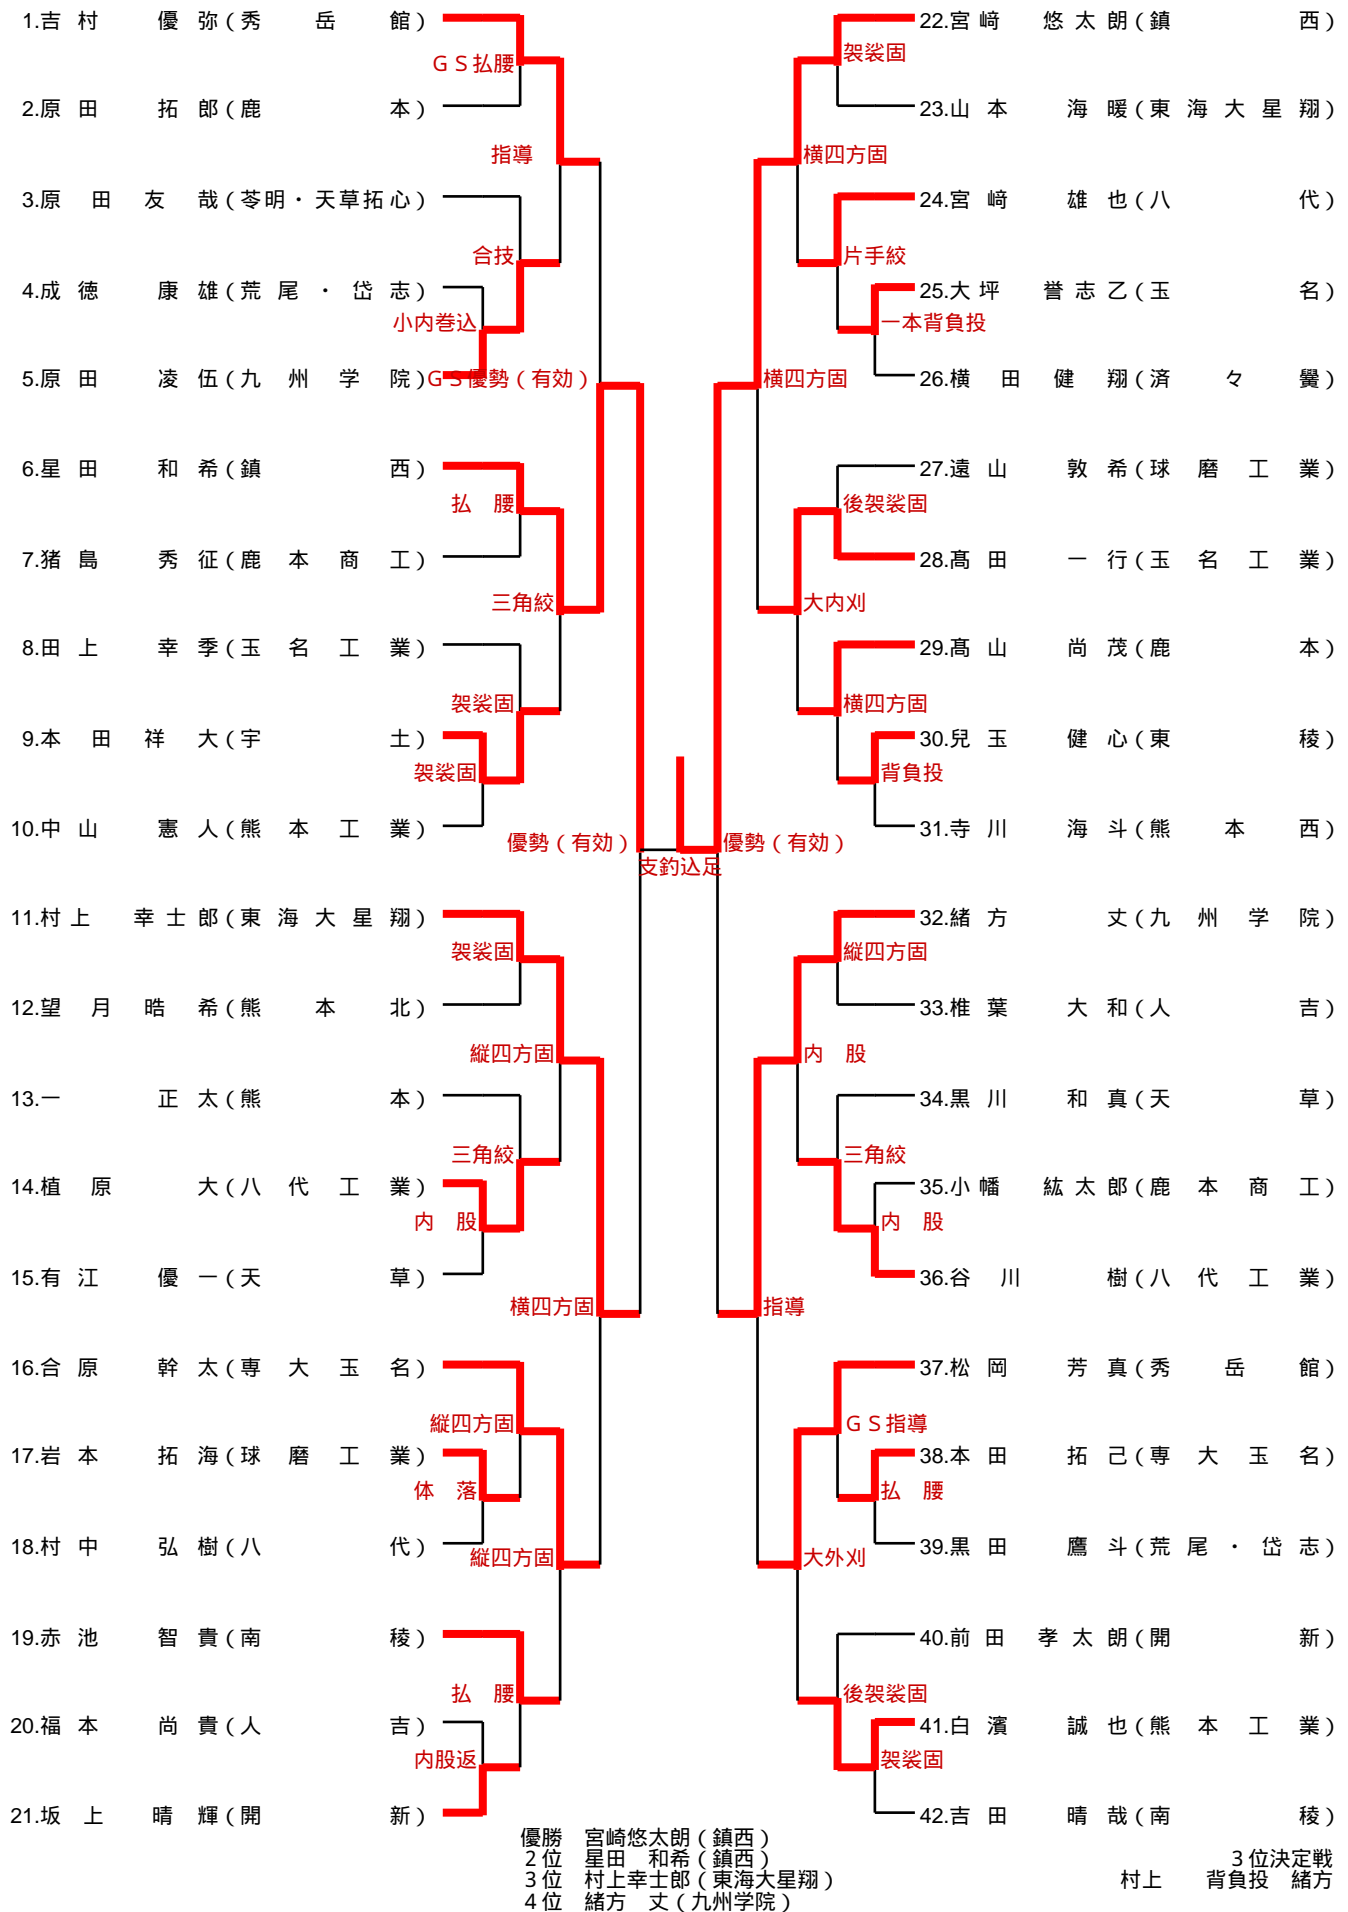 1.吉村 優弥(秀岳館)
GS払腰
2.原田 拓郎(鹿本)
指導
3.原田友哉(苓明・天草拓心)
合技
4.成徳 康雄(荒尾・岱志)
小内巻込
5.原田 凌伍(九州学院)
GS優勢(有効)
6.星田 和希(鎮西)
払腰
7.猪島 秀征(鹿本商工)
三角絞
8.田上 幸季(玉名工業)
袈裟固
9.本田祥大(宇土)
袈裟固
10.中山 憲人(熊本工業)
優勢(有効)
11.村上 幸士郎(東海大星翔)
袈裟固
12.望月晧希(熊本北)
縦四方固
13.一 正太(熊本)
三角絞
14.植原 大(八代工業)
内股
15.有江 優一(天草)
横四方固
16.合原 幹太(専大玉名)
縦四方固
17.岩本 拓海(球磨工業)
体落
18.村中 弘樹(八代)
縦四方固
19.赤池 智貴(南稜)
払腰
20.福本 尚貴(人吉)
内股返
21.坂上 晴輝(開新)
支釣込足
22.宮﨑 悠太朗(鎮西)
袈裟固
23.山本 海暖(東海大星翔)
横四方固
24.宮﨑 雄也(八代)
片手絞
25.大坪 誉志乙(玉名)
一本背負投
26.横田健翔(済々黌)
横四方固
27.遠山 敦希(球磨工業)
後袈裟固
28.髙田 一行(玉名工業)
大内刈
29.髙山 尚茂(鹿本)
横四方固
30.兒玉 健心(東稜)
背負投
31.寺川 海斗(熊本西)
優勢(有効)
32.緒方 丈(九州学院)
縦四方固
33.椎葉 大和(人吉)
内股
34.黒川 和真(天草)
三角絞
35.小幡 紘太郎(鹿本商工)
内股
36.谷川 樹(八代工業)
指導
37.松岡 芳真(秀岳館)
GS指導
38.本田 拓己(専大玉名)
払腰
39.黒田 鷹斗(荒尾・岱志)
大外刈
40.前田 孝太朗(開新)
後袈裟固
41.白濱 誠也(熊本工業)
袈裟固
42.吉田 晴哉(南稜)
優勝 宮崎悠太朗(鎮西)
2位 星田 和希(鎮西)
3位 村上幸士郎(東海大星翔)
4位 緒方 丈(九州学院)
3位決定戦
村上 背負投 緒方